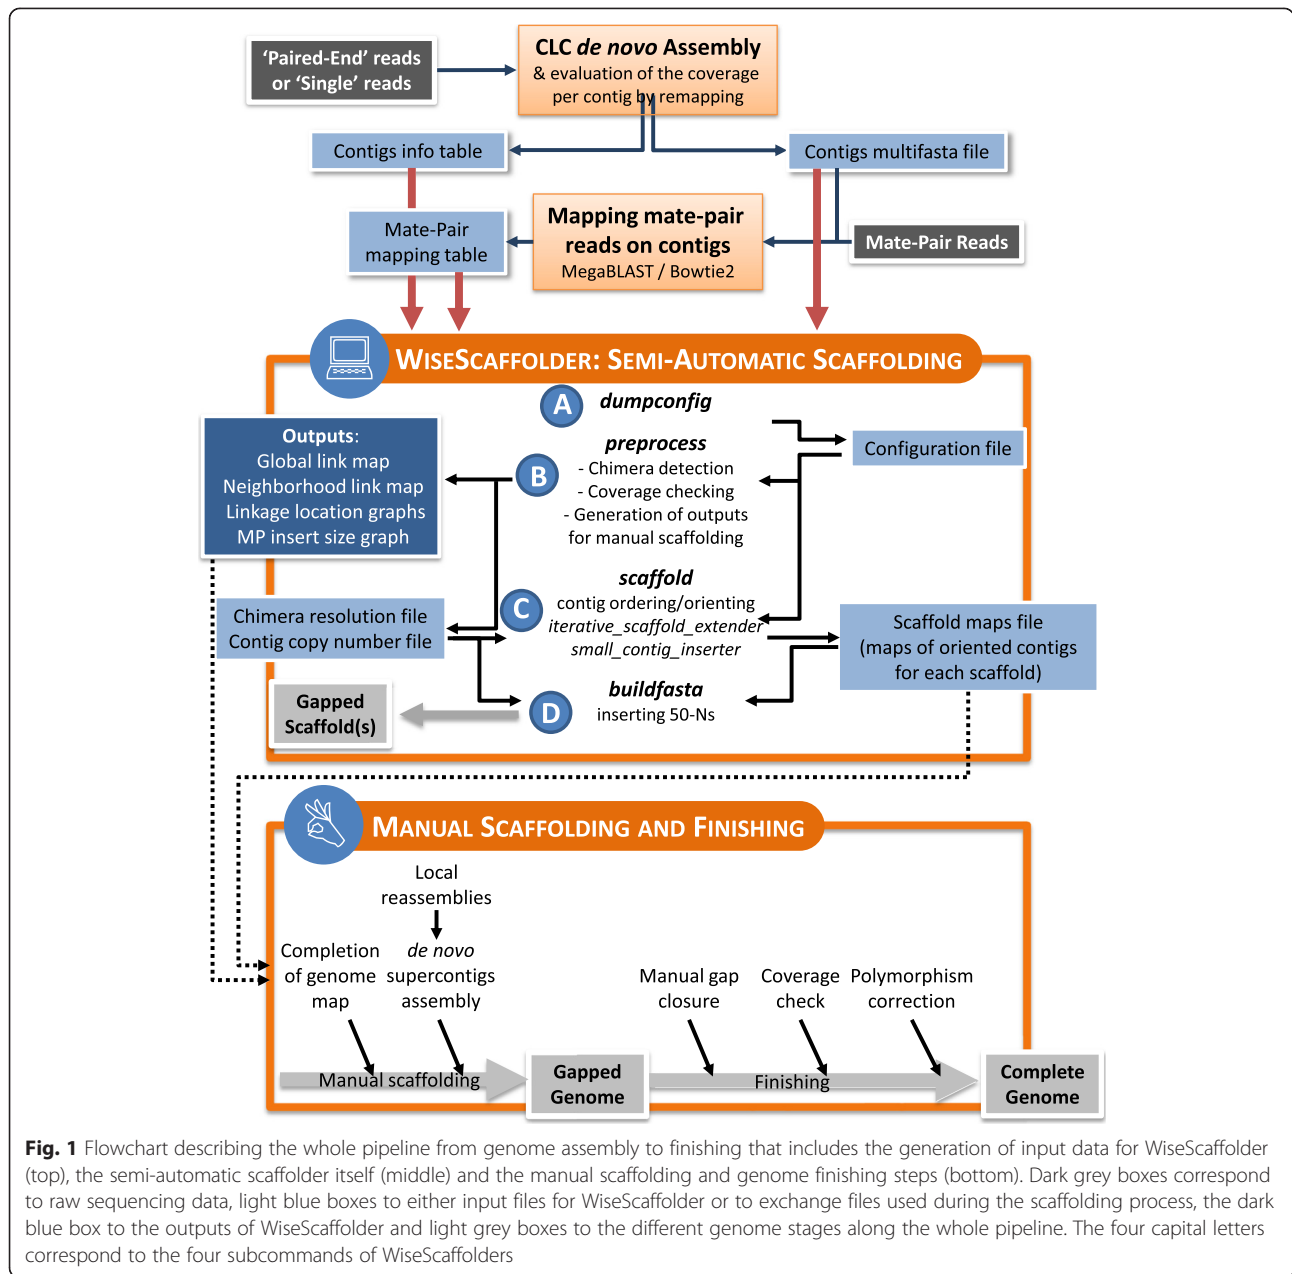 'Paired-End' reads
or 'Single' reads
CLC de novo Assembly
& evaluation of the coverage
per contig by remapping
Contigs info table
Contigs multifasta file
Mate-Pair
mapping table
Mapping mate-pair
reads on contigs
MegaBLAST / Bowtie2
Mate-Pair Reads
WISESCAFFOLDER: SEMI-AUTOMATIC SCAFFOLDING
A
dumpconfig
Outputs:
Global link map
Neighborhood link map
Linkage location graphs
MP insert size graph
B
preprocess
- Chimera detection
- Coverage checking
- Generation of outputs
for manual scaffolding
Configuration file
Chimera resolution file
Contig copy number file
C
scaffold
contig ordering/orienting
iterative_scaffold_extender
small_contig_inserter
Scaffold maps file
(maps of oriented contigs
for each scaffold)
Gapped
Scaffold(s)
D
buildfasta
inserting 50-Ns
MANUAL SCAFFOLDING AND FINISHING
Local
reassemblies
Completion
of genome
map
de novo
supercontigs
assembly
Manual gap
closure
Coverage
check
Polymorphism
correction
Manual scaffolding
Gapped
Genome
Finishing
Complete
Genome
Fig. 1 Flowchart describing the whole pipeline from genome assembly to finishing that includes the generation of input data for WiseScaffolder
(top), the semi-automatic scaffolder itself (middle) and the manual scaffolding and genome finishing steps (bottom). Dark grey boxes correspond
to raw sequencing data, light blue boxes to either input files for WiseScaffolder or to exchange files used during the scaffolding process, the dark
blue box to the outputs of WiseScaffolder and light grey boxes to the different genome stages along the whole pipeline. The four capital letters
correspond to the four subcommands of WiseScaffolders